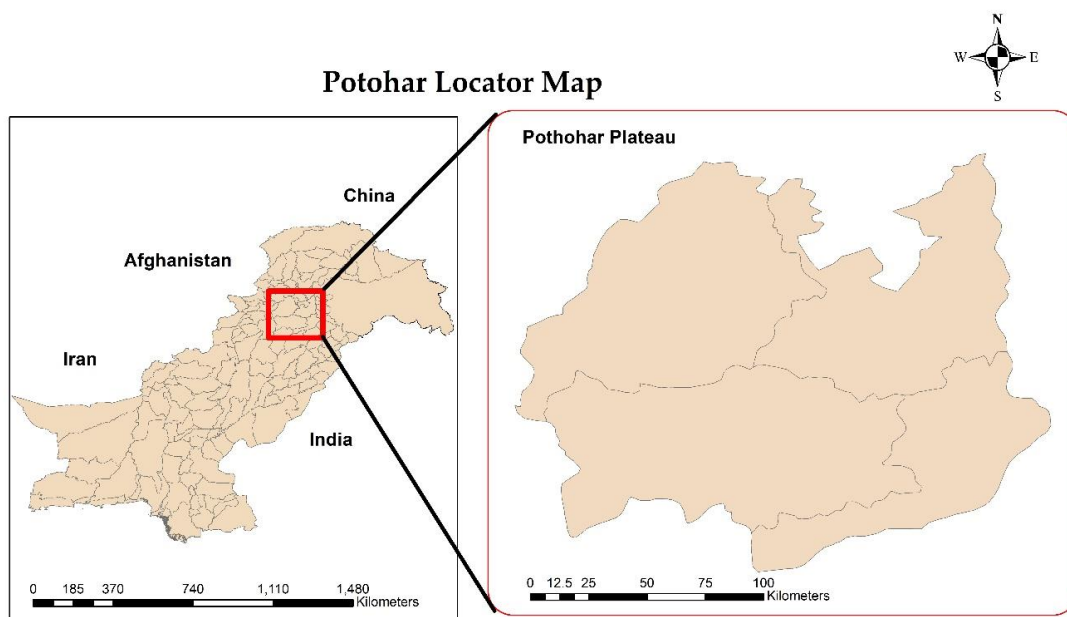 N
W E
S
Potohar Locator Map
China
Afghanistan
Iran
India
0 185 370 740 1,110 1,480
Kilometers
Pothohar Plateau
0 12.5 25 50 75 100
Kilometers